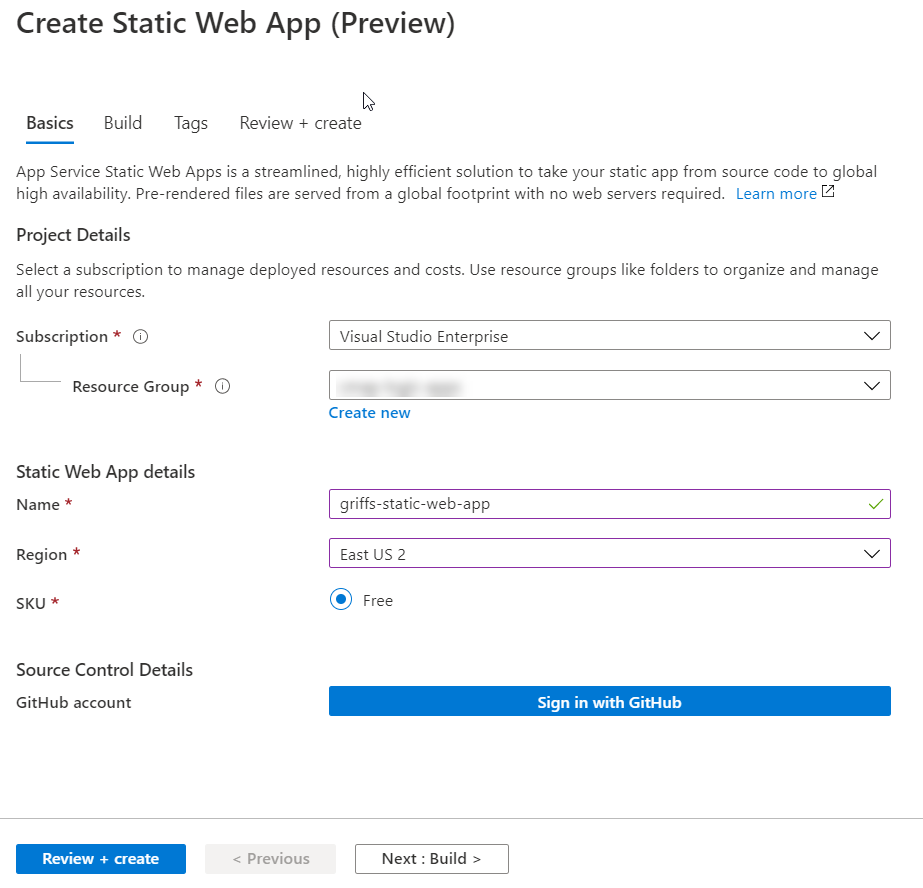 Create Static Web App (Preview)
Basics Build Tags Review + create
App Service Static Web Apps is a streamlined, highly efficient solution to take your static app from source code to global
high availability. Pre-rendered files are served from a global footprint with no web servers required. Learn more
Project Details
Select a subscription to manage deployed resources and costs. Use resource groups like folders to organize and manage
all your resources.
Subscription * Visual Studio Enterprise
Resource Group *
Create new
Static Web App details
Name * griffs-static-web-app
Region * East US 2
SKU * Free
Source Control Details
GitHub account Sign in with GitHub
Review + create < Previous Next : Build >